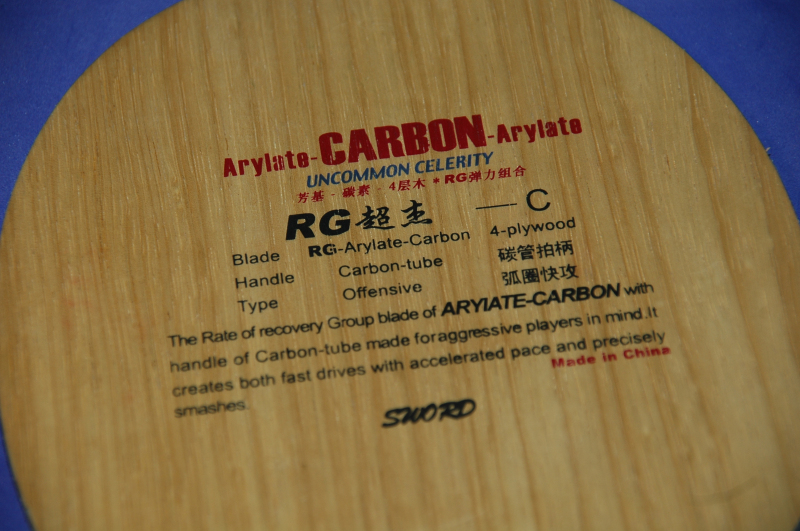 Arylate-CARBON-Arylate
UNCOMMON CELERITY
芳基 - 碳素 - 4层木 * RG弹力组合
RG超杰 — C
Blade RG-Arylate-Carbon 4-plywood
Handle Carbon-tube 碳管拍柄
Type Offensive 弧圈快攻
The Rate of recovery Group blade of ARYIATE-CARBON with
handle of Carbon-tube made foraggressive players in mind.It
creates both fast drives with accelerated pace and precisely
smashes.
Made in China
SWORD